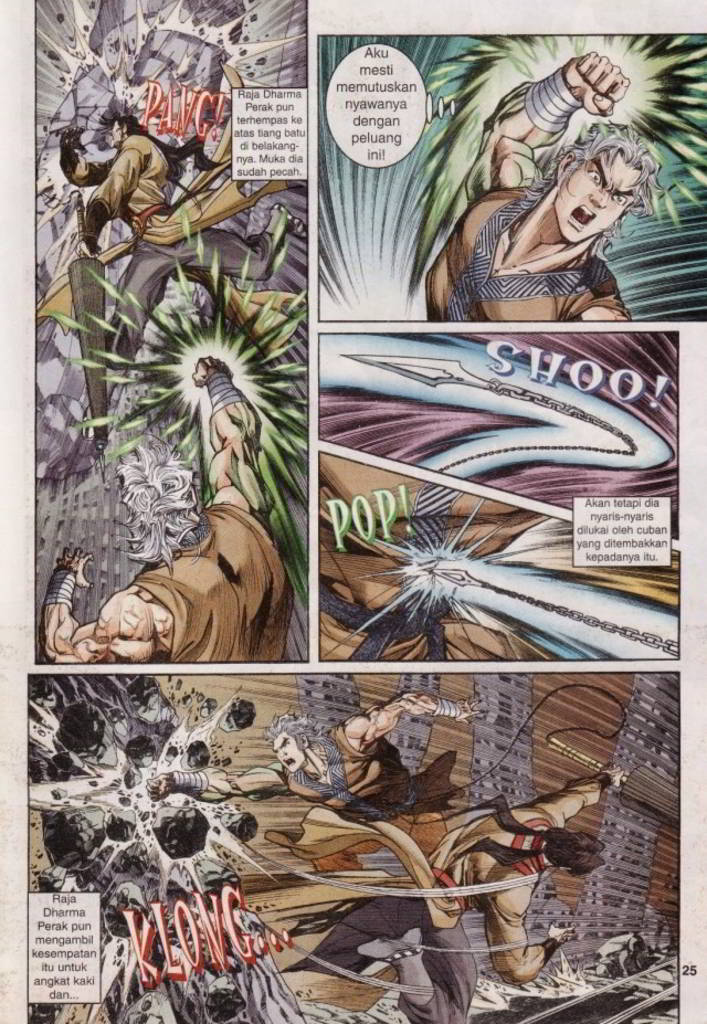 PANG!
Raja Dharma
Perak pun
terhempas ke
atas tiang batu
di belakang-
nya. Muka dia
sudah pecah.
Aku
mesti
memutuskan
nyawanya
dengan
peluang
ini!
SHOO!
POP!
Akan tetapi dia
nyaris-nyaris
dilukai oleh cuban
yang ditembakkan
kepadanya itu.
Raja
Dharma
Perak pun
mengambil
kesempatan
itu untuk
angkat kaki
dan...
KLONG...
25